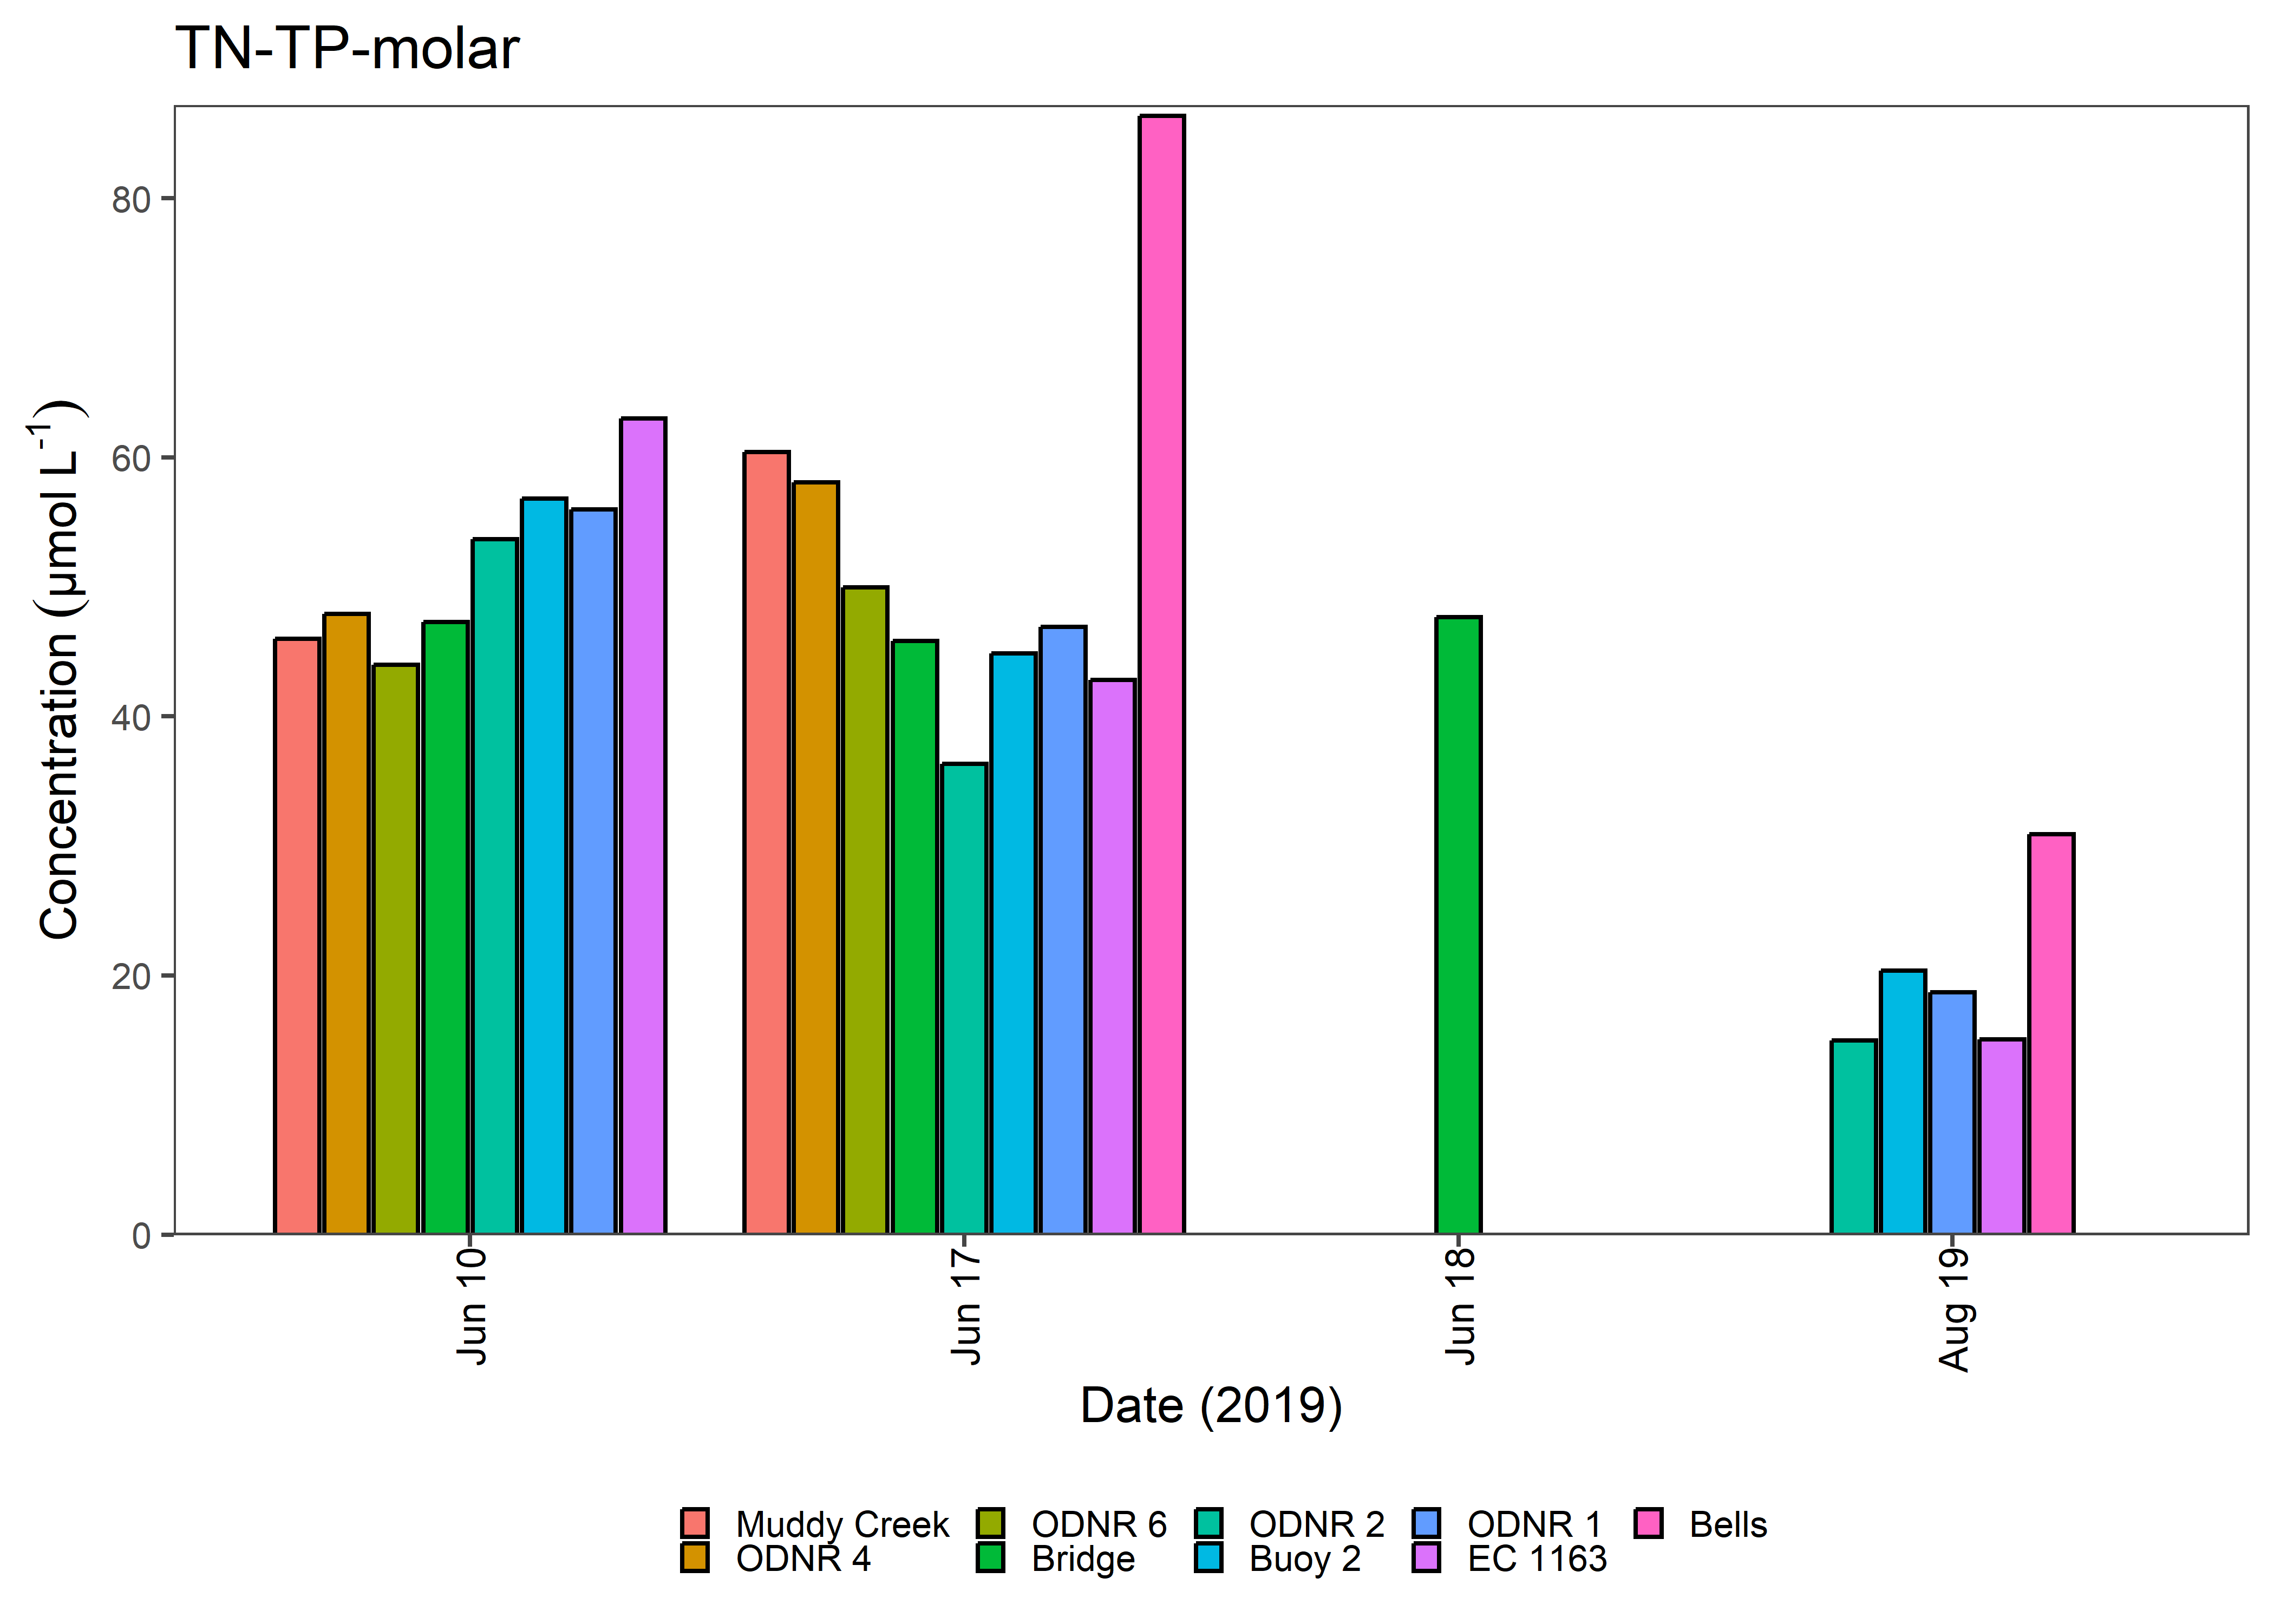 TN-TP-molar
Concentration (µmol L⁻¹)
80
60
40
20
0
Jun 10
Jun 17
Jun 18
Aug 19
Date (2019)
Muddy Creek
ODNR 6
ODNR 2
ODNR 1
Bells
ODNR 4
Bridge
Buoy 2
EC 1163